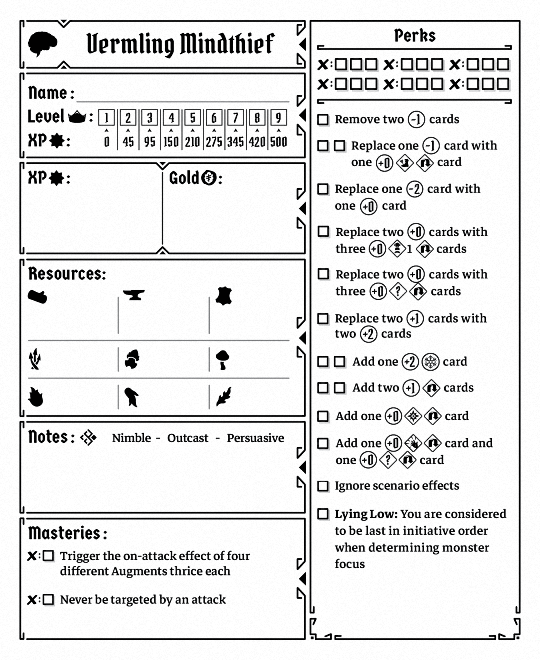 Vermling Mindthief
Name:
Level:
1 2 3 4 5 6 7 8 9
XP:
0 45 95 150 210 275 345 420 500
XP:
Gold:
Resources:
Notes: Nimble - Outcast - Persuasive
Masteries:
Trigger the on-attack effect of four
different Augments thrice each
Never be targeted by an attack
Perks
Remove two -1 cards
Replace one -1 card with
one +0 card
Replace one -2 card with
one +0 card
Replace two +0 cards with
three +0 1 cards
Replace two +0 cards with
three +0 ? cards
Replace two +1 cards with
two +2 cards
Add one +2 card
Add two +1 cards
Add one +0 card
Add one +0 card and
one +0 ? card
Ignore scenario effects
Lying Low: You are considered
to be last in initiative order
when determining monster
focus